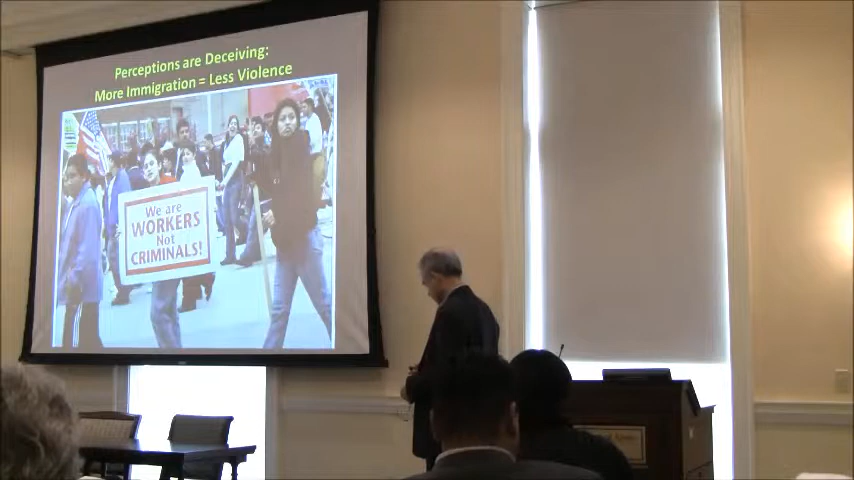 Perceptions are Deceiving:
More Immigration = Less Violence
We are
WORKERS
Not
CRIMINALS!